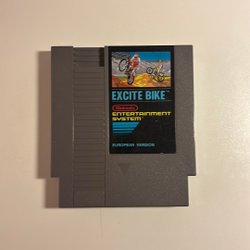 EXCITE BIKE
Nintendo
ENTERTAINMENT
SYSTEM
EUROPEAN VERSION